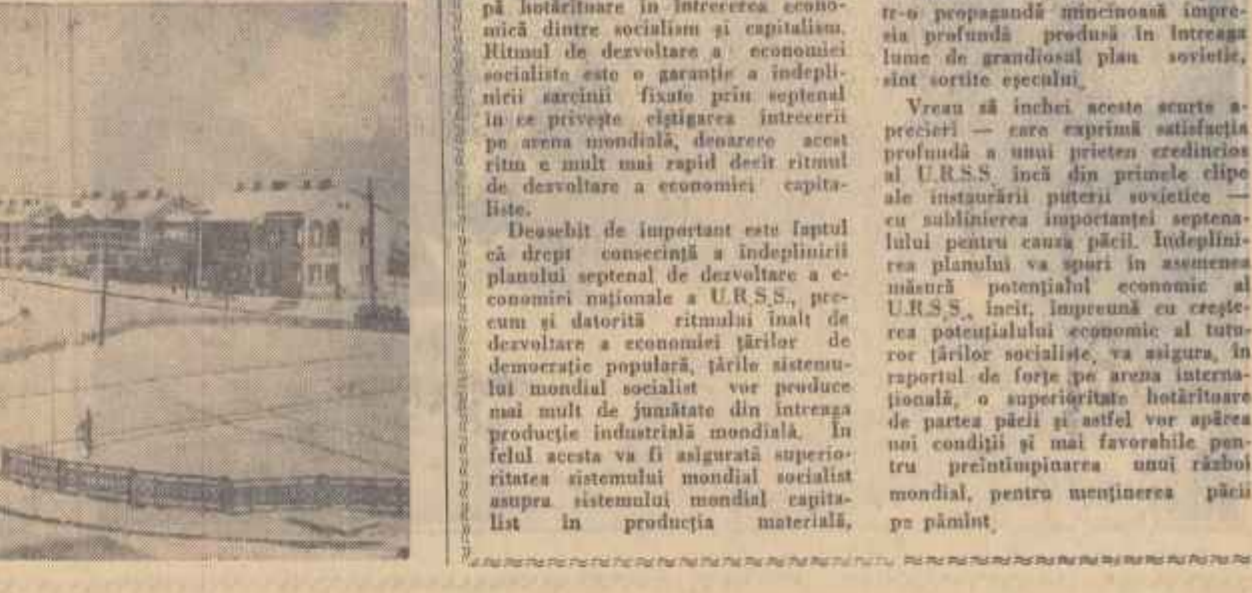 pă hotărîtoare în întrecerea econo-
mică dintre socialism și capitalism.
Ritmul de dezvoltare a economiei
socialiste este o garanție a îndepli-
nirii sarcinii fixate prin septenal
în ce privește cîștigarea întrecerii
pe arena mondială, deoarece acest
ritm e mult mai rapid decît ritmul
de dezvoltare a economiei capita-
liste.
Deosebit de important este faptul
că drept consecință a îndeplinirii
planului septenal de dezvoltare a e-
conomiei naționale a U.R.S.S., pre-
cum și datorită ritmului înalt de
dezvoltare a economiei țărilor de
democrație populară, țările sistemu-
lui mondial socialist vor produce
mai mult de jumătate din întreaga
producție industrială mondială. În
felul acesta va fi asigurată superio-
ritatea sistemului mondial socialist
asupra sistemului mondial capita-
list în producția materială,
tr-o propagandă mincinoasă impre-
sia profundă produsă în întreaga
lume de grandiosul plan sovietic,
sînt sortite eșecului.
Vreau să închei aceste scurte a-
precieri — care exprimă satisfacția
profundă a unui prieten credincios
al U.R.S.S. încă din primele clipe
ale instaurării puterii sovietice —
cu sublinierea importanței septena-
lului pentru cauza păcii. Îndeplini-
rea planului va spori în asemenea
măsură potențialul economic al
U.R.S.S., încît, împreună cu crește-
rea potențialului economic al tutu-
ror țărilor socialiste, va asigura, în
raportul de forțe pe arena interna-
țională, o superioritate hotărîtoare
de partea păcii și astfel vor apărea
noi condiții și mai favorabile pen-
tru preîntîmpinarea unui război
mondial, pentru menținerea păcii
pe pămînt.